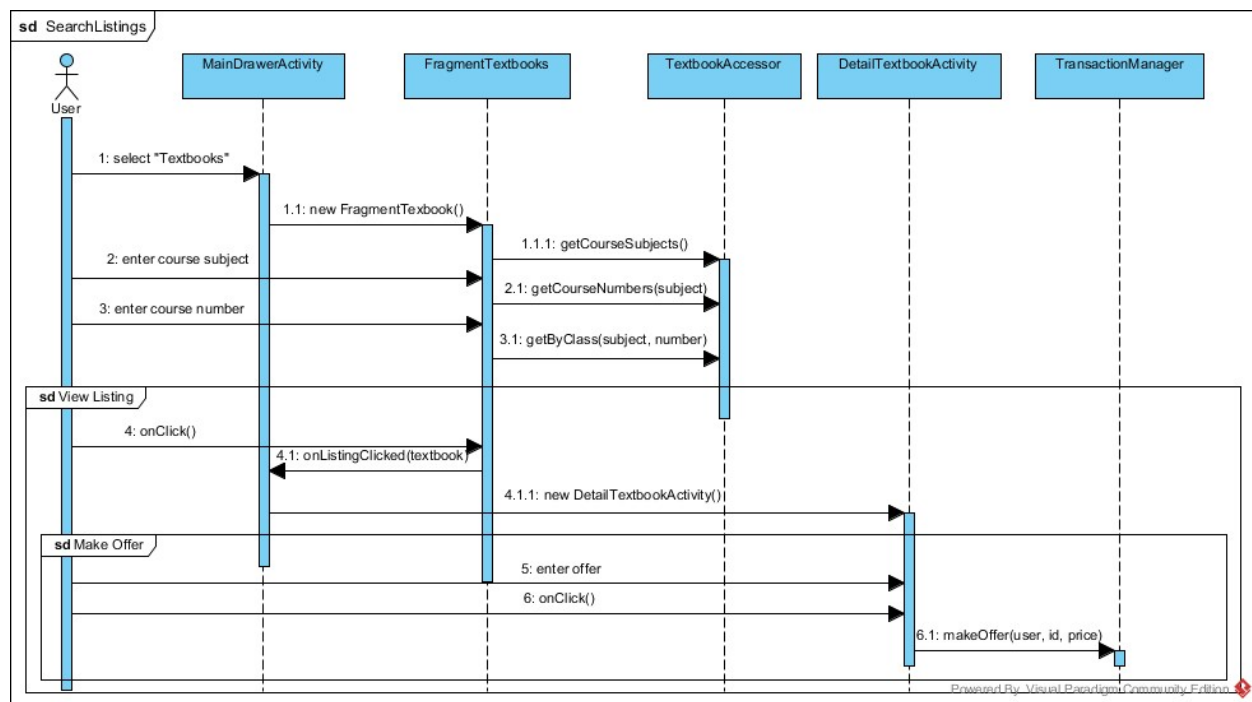 sd SearchListings
MainDrawerActivity
FragmentTextbooks
TextbookAccessor
DetailTextbookActivity
TransactionManager
User
1: select "Textbooks"
1.1: new FragmentTexbook()
1.1.1: getCourseSubjects()
2: enter course subject
2.1: getCourseNumbers(subject)
3: enter course number
3.1: getByClass(subject, number)
sd View Listing
4: onClick()
4.1: onListingClicked(textbook)
4.1.1: new DetailTextbookActivity()
sd Make Offer
5: enter offer
6: onClick()
6.1: makeOffer(user, id, price)
Powered By Visual Paradigm Community Edition